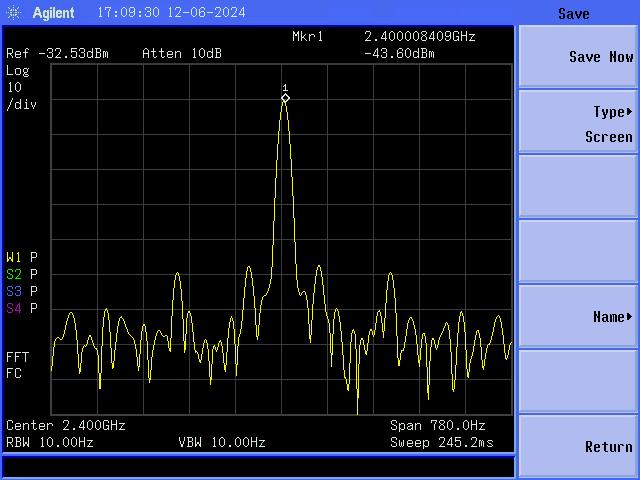 Agilent 17:09:30 12-06-2024 Save
Mkr1 2.400008409GHz
Ref -32.53dBm Atten 10dB -43.60dBm
Log
10
/div
1
W1 P
S2 P
S3 P
S4 P
FFT
FC
Center 2.400GHz Span 780.0Hz
RBW 10.00Hz VBW 10.00Hz Sweep 245.2ms
Save Now
Type▸
Screen
Name▸
Return